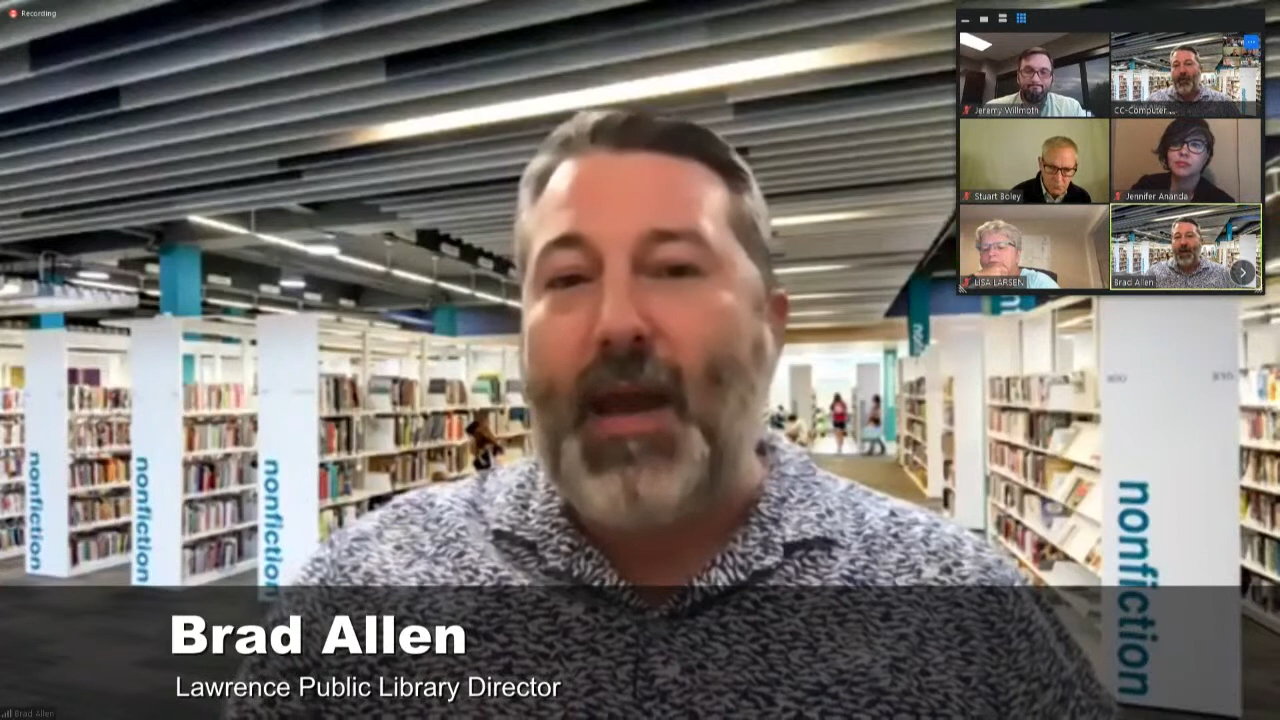 Recording
Jeremy Willmoth
CC-Computer...
Stuart Boley
Jennifer Ananda
LISA LARSEN
Brad Allen
nonfiction
nonfiction
nonfiction
nonfiction
Brad Allen
Lawrence Public Library Director
Brad Allen